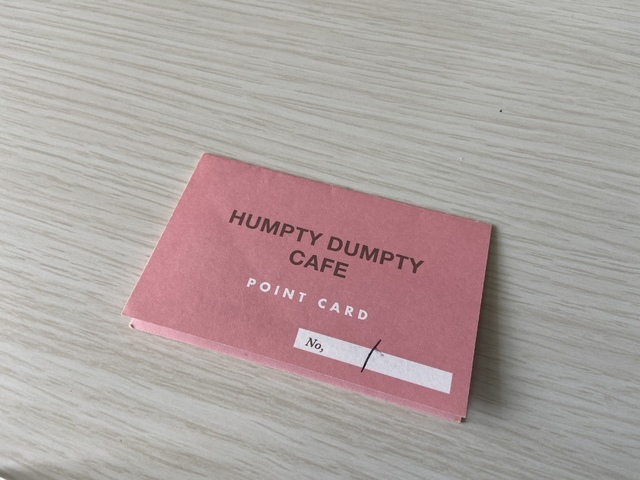 HUMPTY DUMPTY
CAFE
POINT CARD
No, /